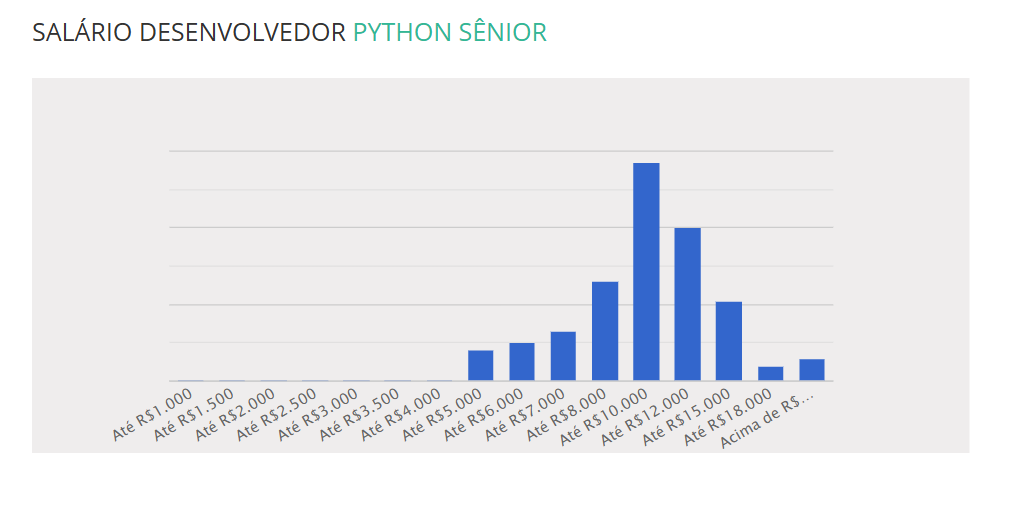 SALÁRIO DESENVOLVEDOR PYTHON SÊNIOR
Até R$1.000
Até R$1.500
Até R$2.000
Até R$2.500
Até R$3.000
Até R$3.500
Até R$4.000
Até R$5.000
Até R$6.000
Até R$7.000
Até R$8.000
Até R$10.000
Até R$12.000
Até R$15.000
Até R$18.000
Acima de R$...